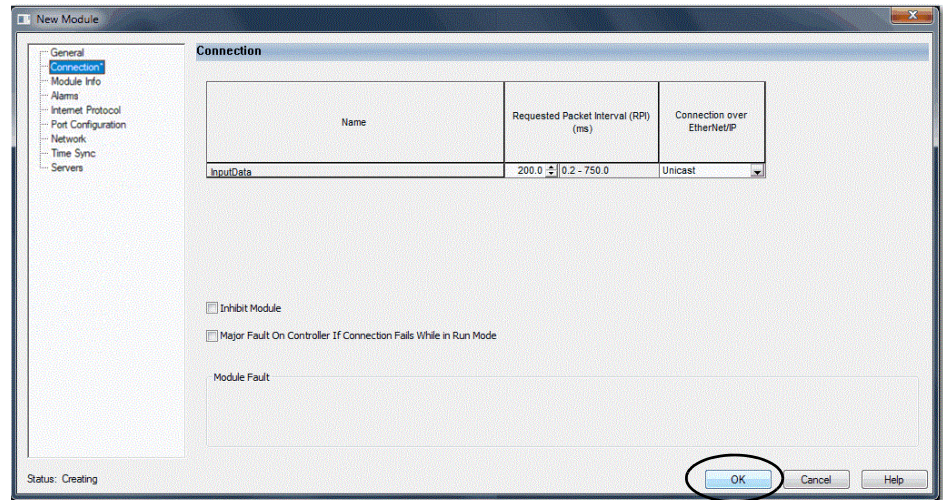 New Module
General
Connection*
Module Info
Alarms
Internet Protocol
Port Configuration
Network
Time Sync
Servers
Connection
Name
Requested Packet Interval (RPI)
(ms)
Connection over
EtherNet/IP
InputData
200.0
0.2 - 750.0
Unicast
Inhibit Module
Major Fault On Controller If Connection Fails While in Run Mode
Module Fault
Status: Creating
OK
Cancel
Help